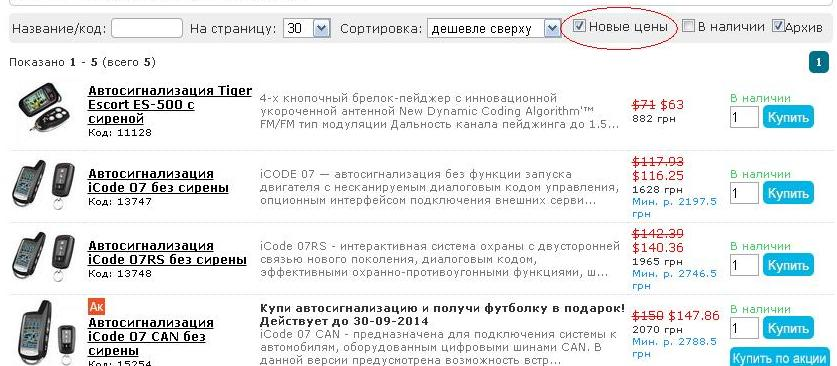 Название/код: На страницу: 30 Сортировка: дешевле сверху Новые цены В наличии Архив
Показано 1 - 5 (всего 5) 1
Автосигнализация Tiger
Escort ES-500 с
сиреной
Код: 11128
4-х кнопочный брелок-пейджер с инновационной
укороченной антенной New Dynamic Coding Algorithm'™
FM/FM тип модуляции Дальность канала пейджинга до 1.5...
$71 $63
882 грн
В наличии
1 Купить
Автосигнализация
iCode 07 без сирены
Код: 13747
iCODE 07 — автосигнализация без функции запуска
двигателя с несканируемым диалоговым кодом управления,
опционным интерфейсом подключения внешних серви...
$117.93
$116.25
1628 грн
Мин. р. 2197.5
грн
В наличии
1 Купить
Автосигнализация
iCode 07RS без сирены
Код: 13748
iCode 07RS - интерактивная система охраны с двусторонней
связью нового поколения, диалоговым кодом,
эффективными охранно-противоугонными функциями, ш...
$142.39
$140.36
1965 грн
Мин. р. 2746.5
грн
В наличии
1 Купить
Ак
Автосигнализация
iCode 07 CAN без
сирены
Код: 15254
Купи автосигнализацию и получи футболку в подарок!
Действует до 30-09-2014
iCode 07 CAN - предназначена для подключения системы к
автомобилям, оборудованным цифровыми шинами CAN. В
данной версии предусмотрена возможность встр...
$150 $147.86
2070 грн
Мин. р. 2788.5
грн
В наличии
1 Купить
Купить по акции